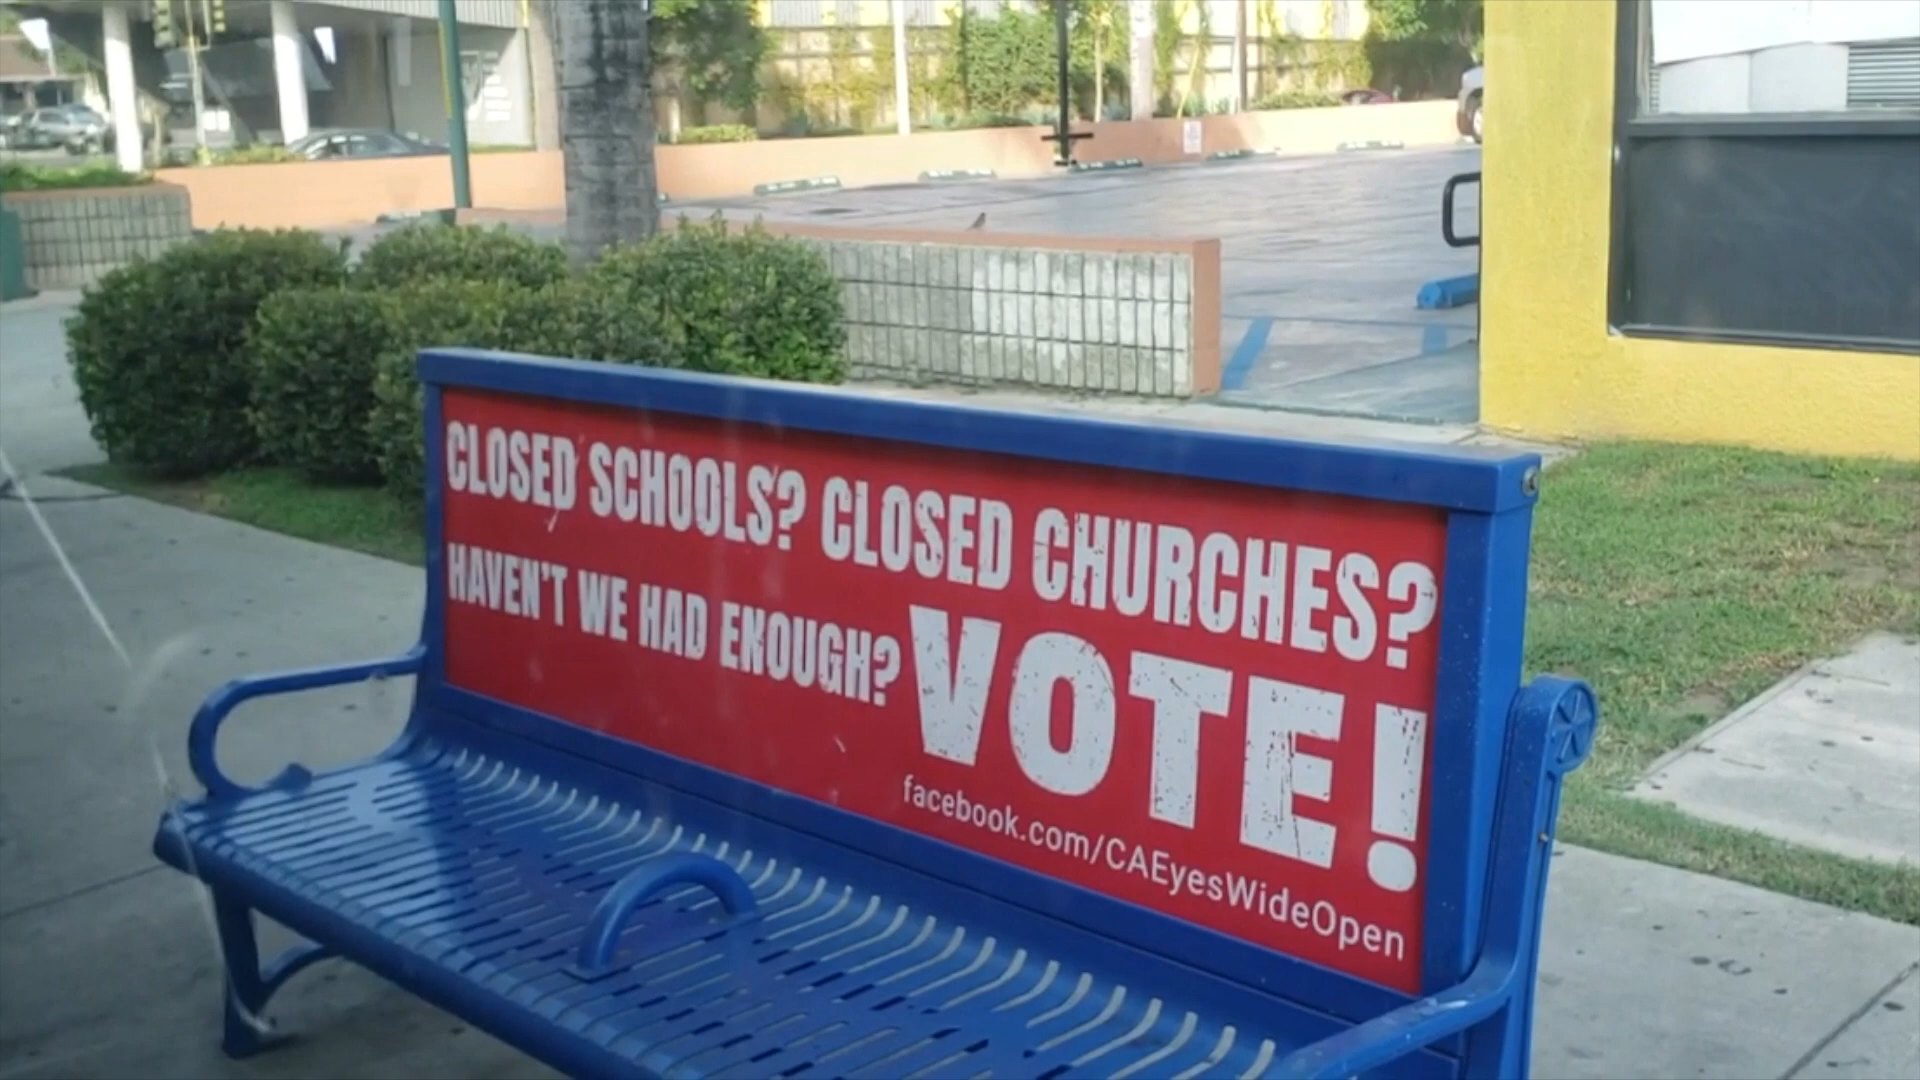 CLOSED SCHOOLS? CLOSED CHURCHES?
HAVEN'T WE HAD ENOUGH? VOTE!
facebook.com/CAEyesWideOpen